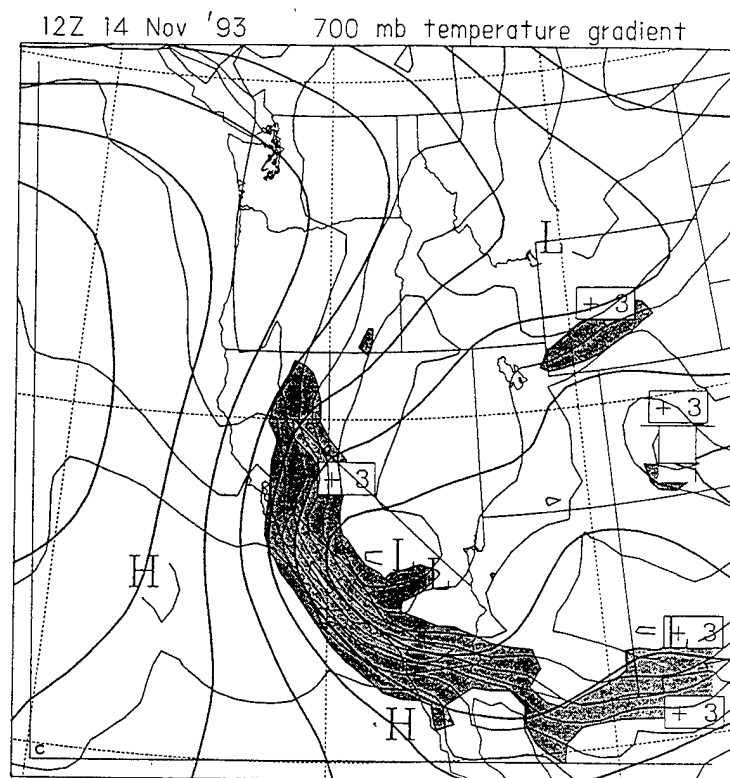 12Z 14 Nov '93 700 mb temperature gradient
L
+ 3
+ 3
+ 3
L
H
L
+ 3
+ 3
H
c